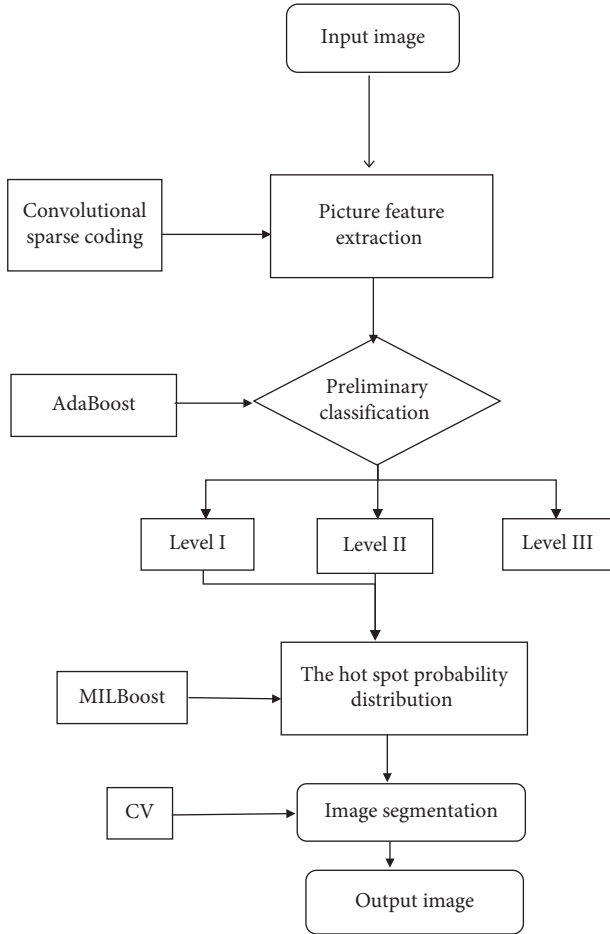 Input image
Convolutional
sparse coding
Picture feature
extraction
AdaBoost
Preliminary
classification
Level I
Level II
Level III
MILBoost
The hot spot probability
distribution
CV
Image segmentation
Output image